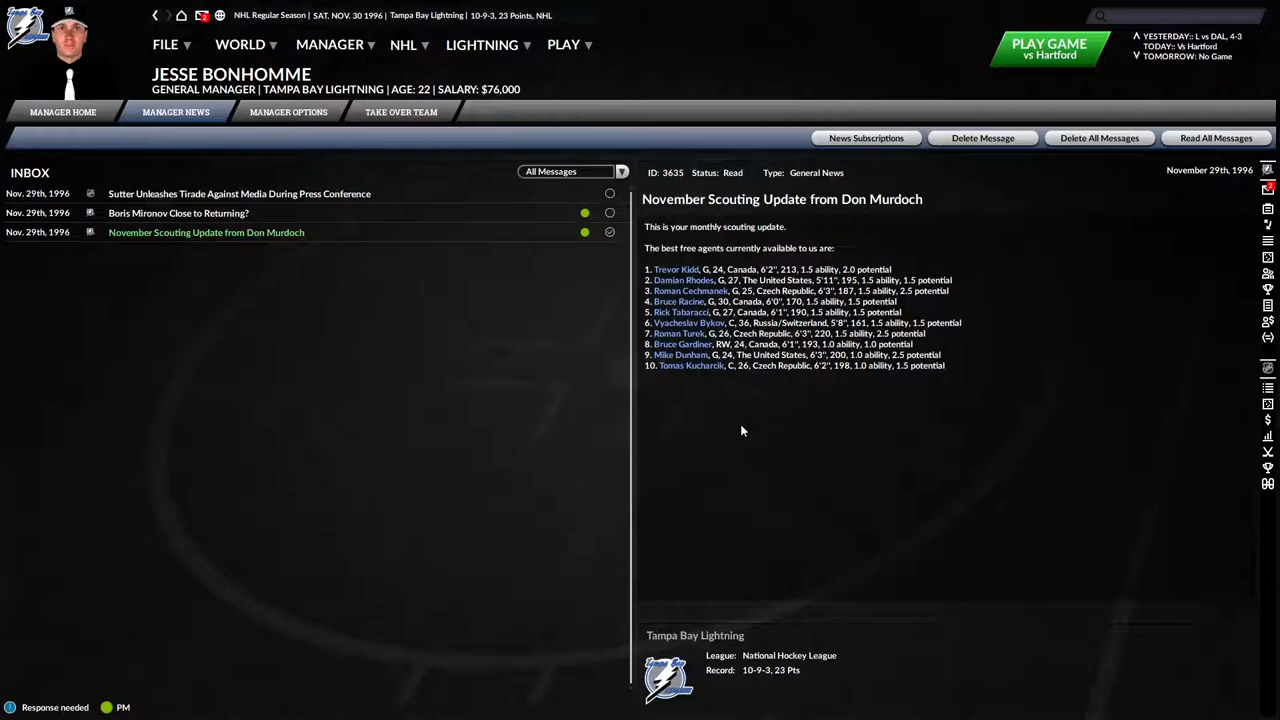 NHL Regular Season | SAT. NOV. 30 1996 | Tampa Bay Lightning | 10-9-3, 23 Points, NHL
FILE WORLD MANAGER NHL LIGHTNING PLAY
PLAY GAME
vs Hartford
YESTERDAY:: L vs DAL, 4-3
TODAY:: Vs Hartford
TOMORROW: No Game
JESSE BONHOMME
GENERAL MANAGER | TAMPA BAY LIGHTNING | AGE: 22 | SALARY: $76,000
MANAGER HOME MANAGER NEWS MANAGER OPTIONS TAKE OVER TEAM
News Subscriptions Delete Message Delete All Messages Read All Messages
INBOX All Messages
Nov. 29th, 1996 Sutter Unleashes Tirade Against Media During Press Conference
Nov. 29th, 1996 Boris Mironov Close to Returning?
Nov. 29th, 1996 November Scouting Update from Don Murdoch
ID: 3635 Status: Read Type: General News November 29th, 1996
November Scouting Update from Don Murdoch
This is your monthly scouting update.
The best free agents currently available to us are:
1. Trevor Kidd, G, 24, Canada, 6'2", 213, 1.5 ability, 2.0 potential
2. Damian Rhodes, G, 27, The United States, 5'11", 195, 1.5 ability, 1.5 potential
3. Roman Cechmanek, G, 25, Czech Republic, 6'3", 187, 1.5 ability, 2.5 potential
4. Bruce Racine, G, 30, Canada, 6'0", 170, 1.5 ability, 1.5 potential
5. Rick Tabaracci, G, 27, Canada, 6'1", 190, 1.5 ability, 1.5 potential
6. Vyacheslav Bykov, C, 36, Russia/Switzerland, 5'8", 161, 1.5 ability, 1.5 potential
7. Roman Turek, G, 26, Czech Republic, 6'3", 220, 1.5 ability, 2.5 potential
8. Bruce Gardiner, RW, 24, Canada, 6'1", 193, 1.0 ability, 1.0 potential
9. Mike Dunham, G, 24, The United States, 6'3", 200, 1.0 ability, 2.5 potential
10. Tomas Kucharcik, C, 26, Czech Republic, 6'2", 198, 1.0 ability, 1.5 potential
Tampa Bay Lightning
League: National Hockey League
Record: 10-9-3, 23 Pts
Response needed PM